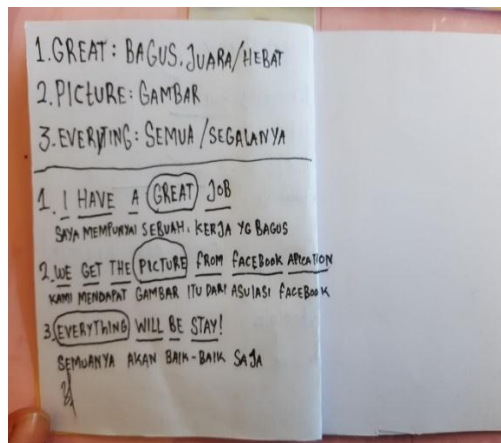 1. GREAT : BAGUS, JUARA/HEBAT
2. PICTURE : GAMBAR
3. EVERYTING : SEMUA / SEGALANYA
1. I HAVE A GREAT JOB
SAYA MEMPUNYAI SEBUAH KERJA YG BAGUS
2. WE GET THE PICTURE FROM FACEBOOK APLCATION
KAMI MENDAPAT GAMBAR ITU DARI FACEBOOK
3. EVERYTHING WILL BE STAY!
SEMUANYA AKAN BAIK-BAIK SAJA